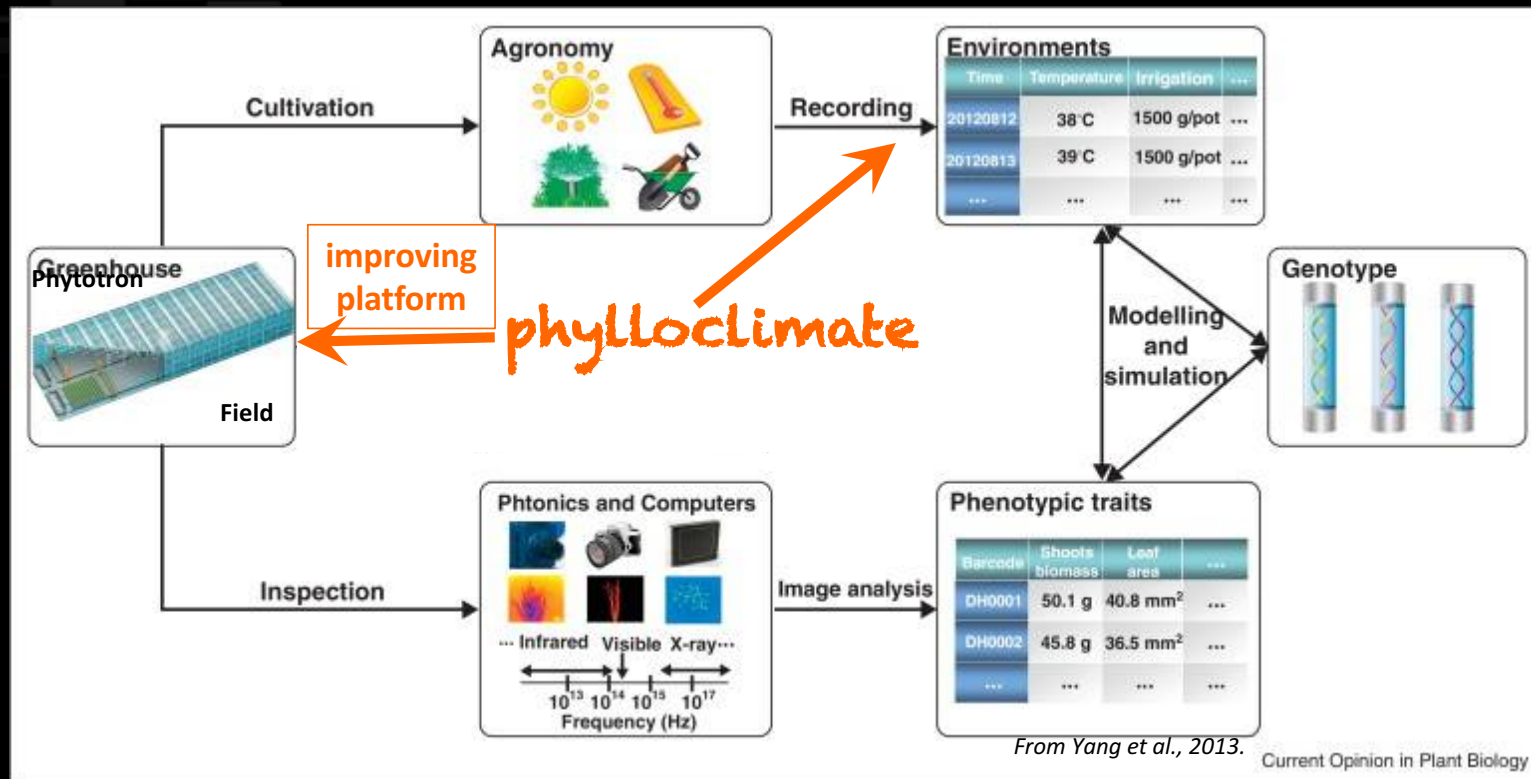 Agronomy
Cultivation
Recording
Environments
Time Temperature Irrigation ...
20120812 38°C 1500 g/pot ...
20120813 39°C 1500 g/pot ...
... ... ... ...
Greenhouse
Phytotron
Field
improving
platform
phylloclimate
Modelling
and
simulation
Genotype
Inspection
Phtonics and Computers
... Infrared Visible X-ray...
10¹³ 10¹⁴ 10¹⁵ 10¹⁷
Frequency (Hz)
Image analysis
Phenotypic traits
Barcode Shoots biomass Leaf area ...
DH0001 50.1 g 40.8 mm² ...
DH0002 45.8 g 36.5 mm² ...
... ... ... ...
From Yang et al., 2013.
Current Opinion in Plant Biology